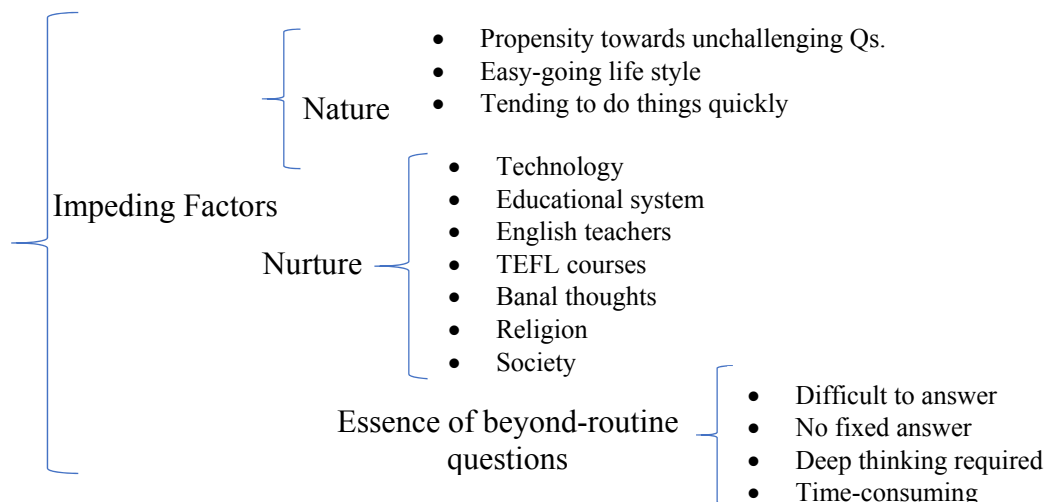 • Propensity towards unchallenging Qs.
• Easy-going life style
• Tending to do things quickly
Nature
• Technology
• Educational system
• English teachers
• TEFL courses
• Banal thoughts
• Religion
• Society
Impeding Factors
Nurture
• Difficult to answer
• No fixed answer
• Deep thinking required
• Time-consuming
Essence of beyond-routine
questions